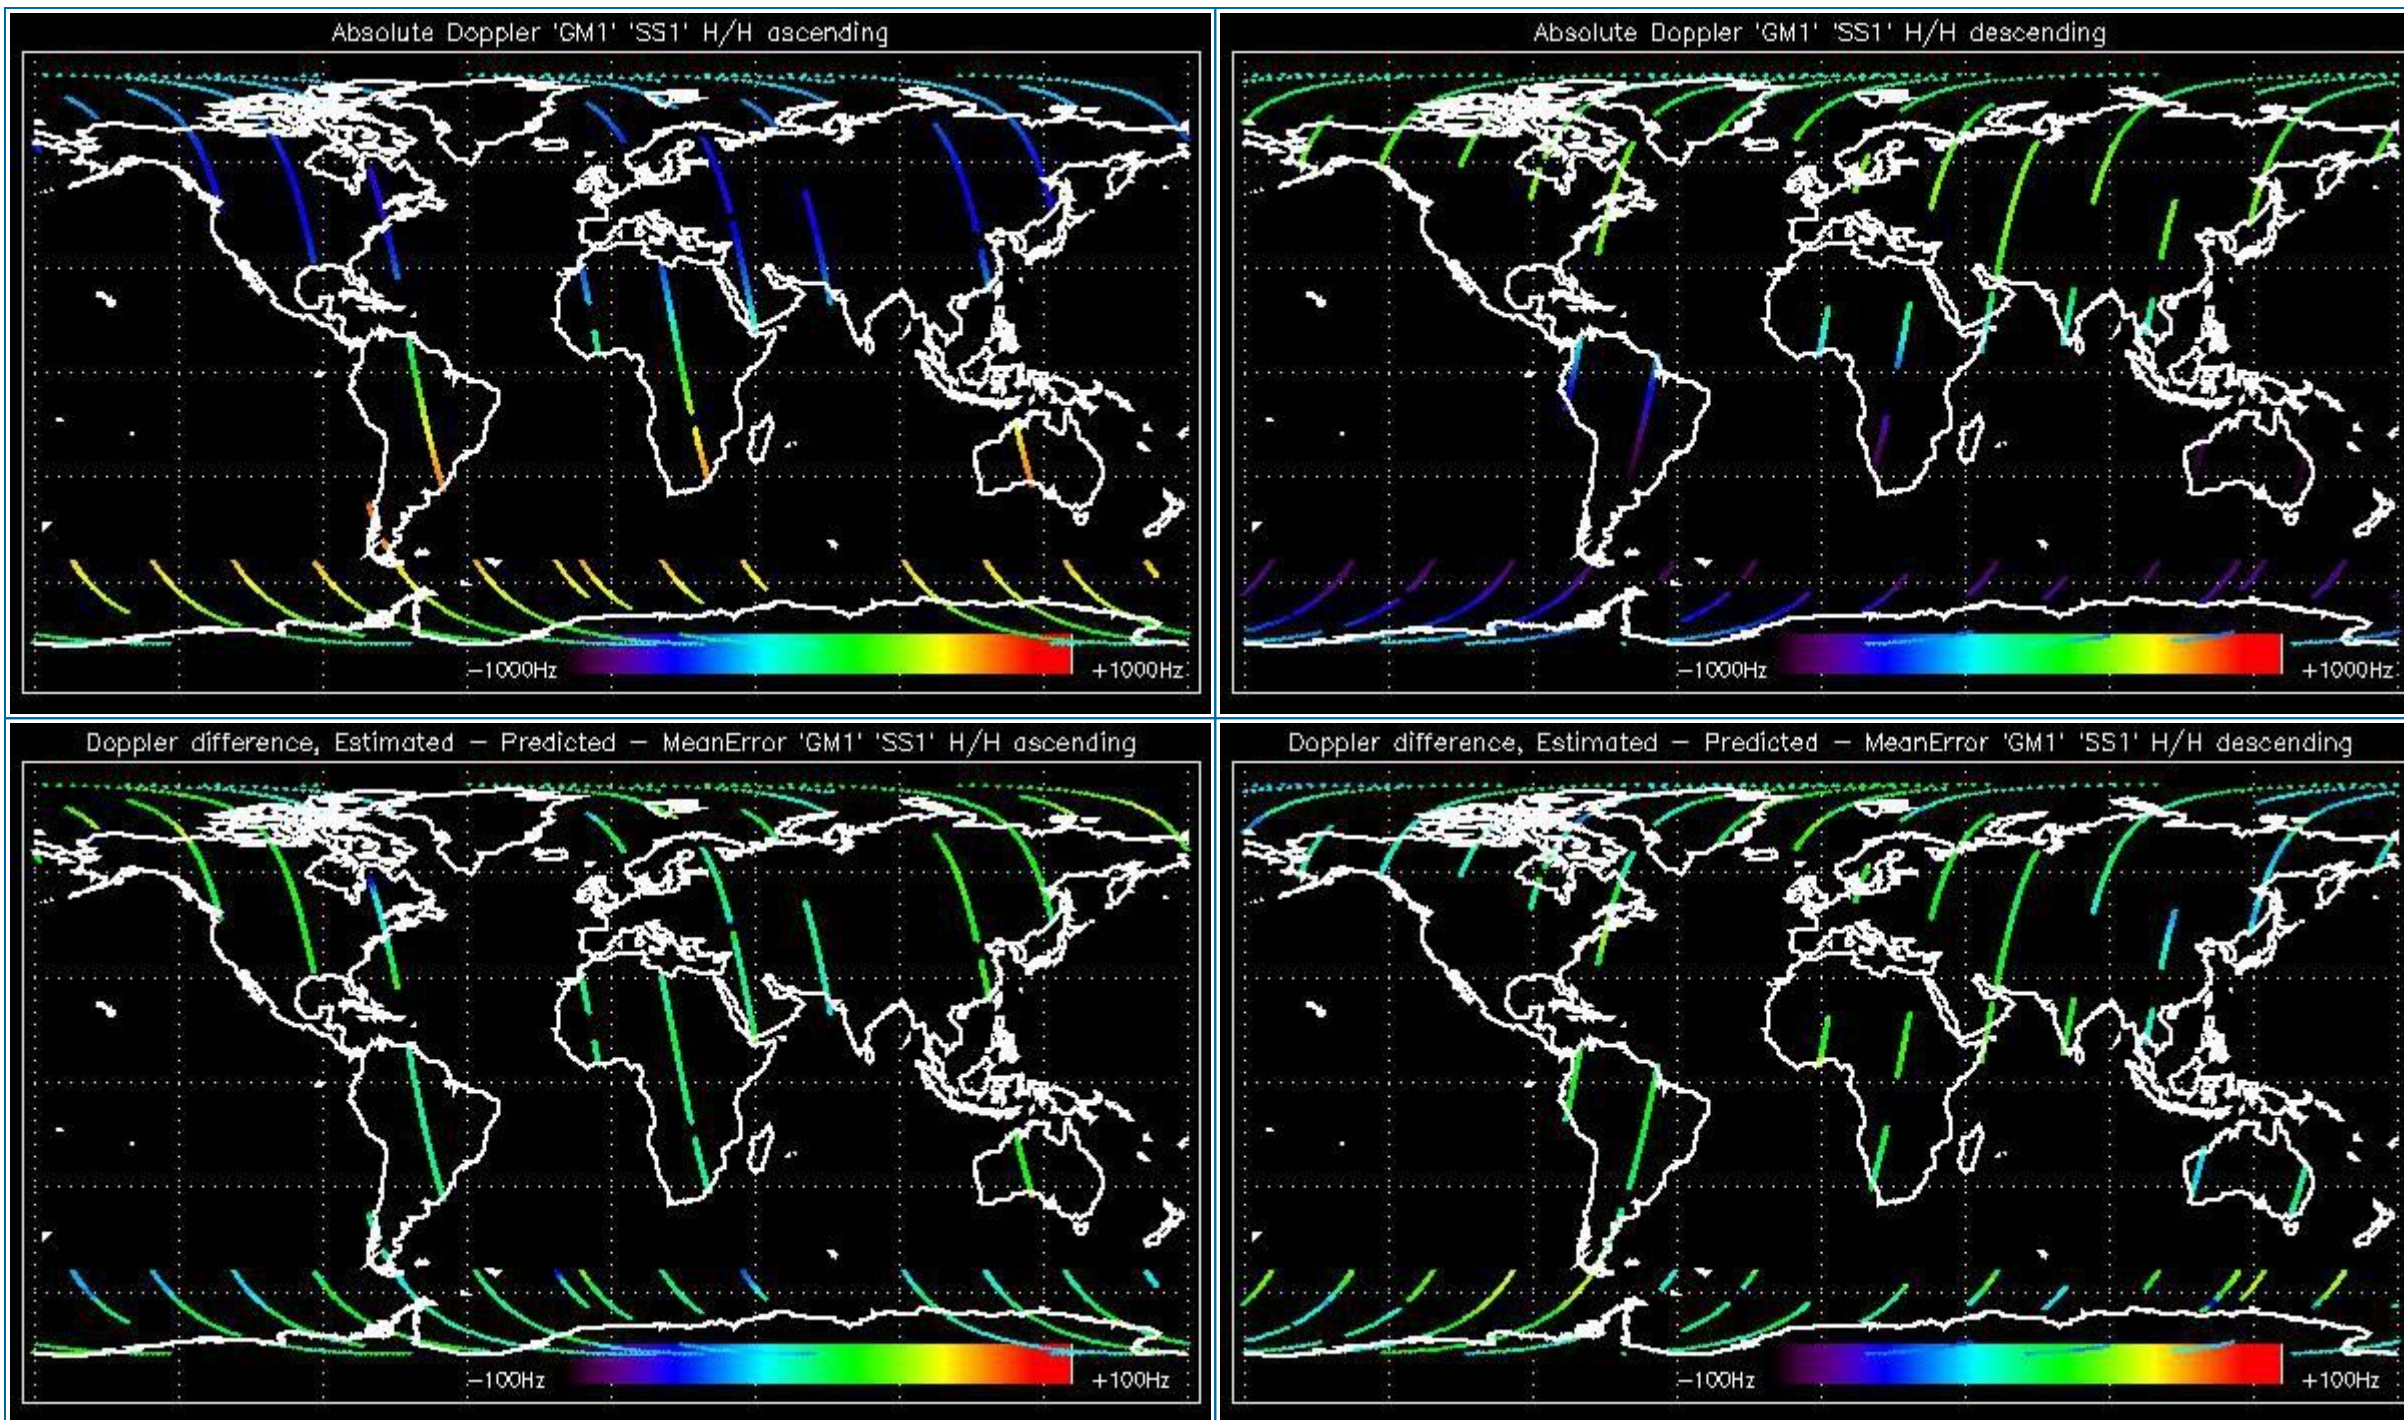 Absolute Doppler 'GM1' 'SS1' H/H ascending
-1000Hz
+1000Hz
Absolute Doppler 'GM1' 'SS1' H/H descending
-1000Hz
+1000Hz
Doppler difference, Estimated - Predicted - MeanError 'GM1' 'SS1' H/H ascending
-100Hz
+100Hz
Doppler difference, Estimated - Predicted - MeanError 'GM1' 'SS1' H/H descending
-100Hz
+100Hz